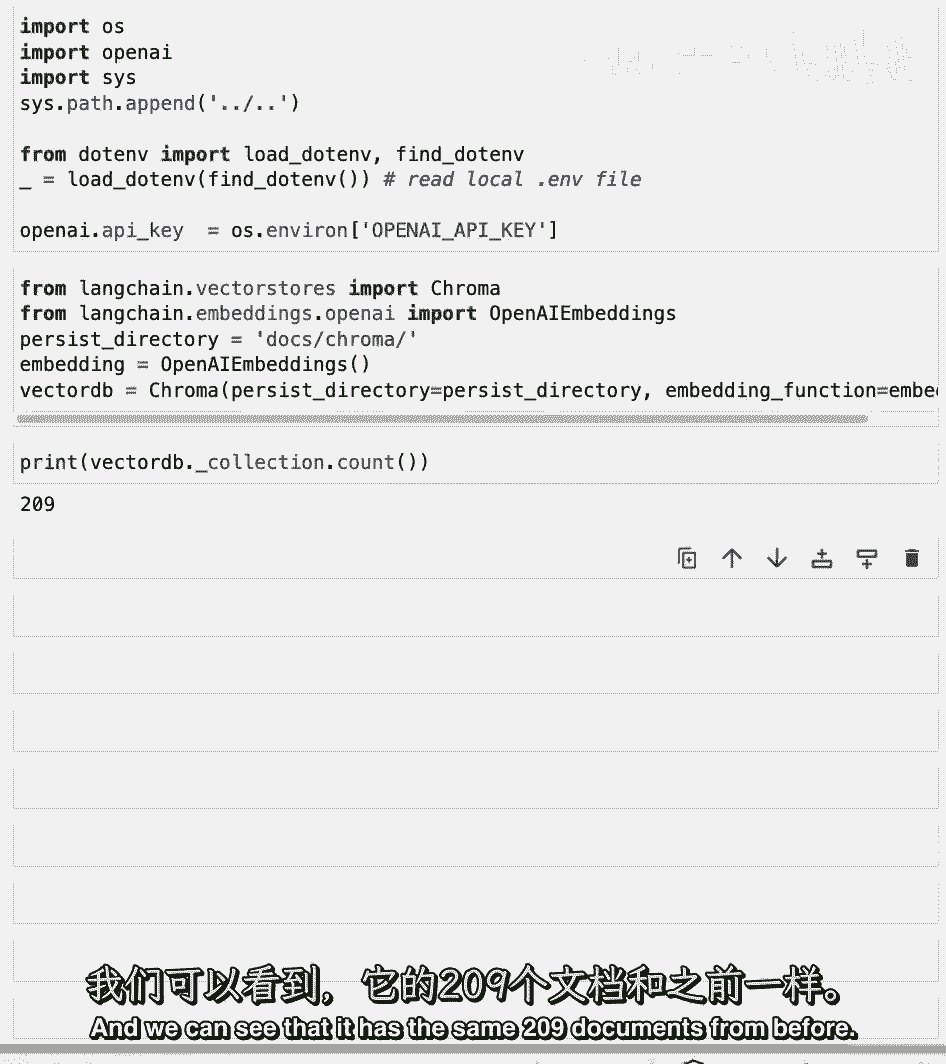 import os
import openai
import sys
sys.path.append('../..')
from dotenv import load_dotenv, find_dotenv
_ = load_dotenv(find_dotenv()) # read local .env file
openai.api_key  = os.environ['OPENAI_API_KEY']
from langchain.vectorstores import Chroma
from langchain.embeddings.openai import OpenAIEmbeddings
persist_directory = 'docs/chroma/'
embedding = OpenAIEmbeddings()
vectordb = Chroma(persist_directory=persist_directory, embedding_function=embe
print(vectordb._collection.count())
209
我们可以看到，它的209个文档和之前一样。
And we can see that it has the same 209 documents from before.